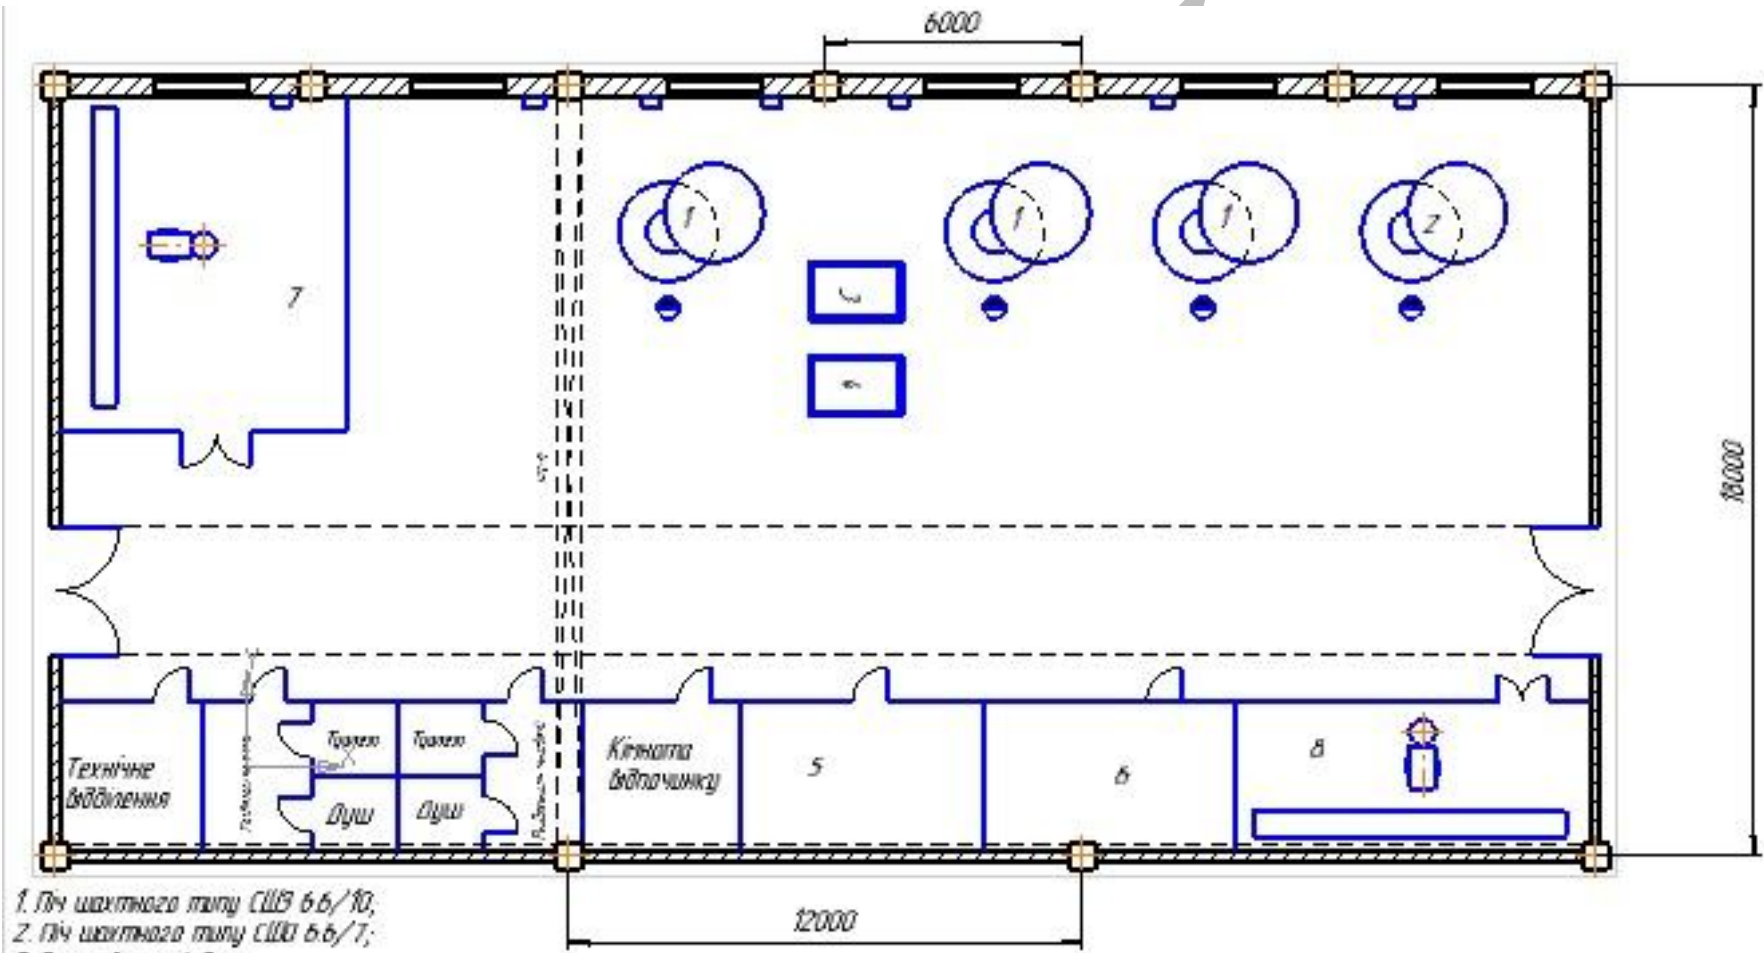 6000
1
1
1
2
7
18000
Технічне
відділення
Туалет
Туалет
Душ
Душ
Кімната
відпочинку
5
6
8
12000
1. Піч шахтного типу СШЗ 6.6/10;
2. Піч шахтного типу СШО 6.6/7;